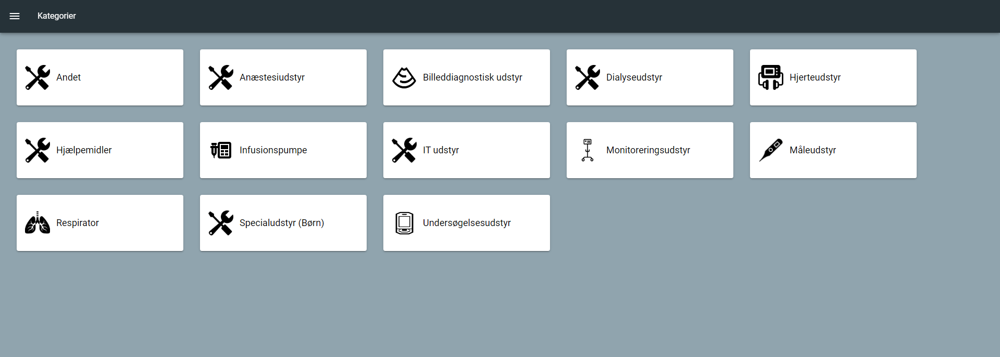 Kategorier
Andet
Anæstesiudstyr
Billeddiagnostisk udstyr
Dialyseudstyr
Hjerteudstyr
Hjælpemidler
Infusionspumpe
IT udstyr
Monitoreringsudstyr
Måleudstyr
Respirator
Specialudstyr (Børn)
Undersøgelsesudstyr